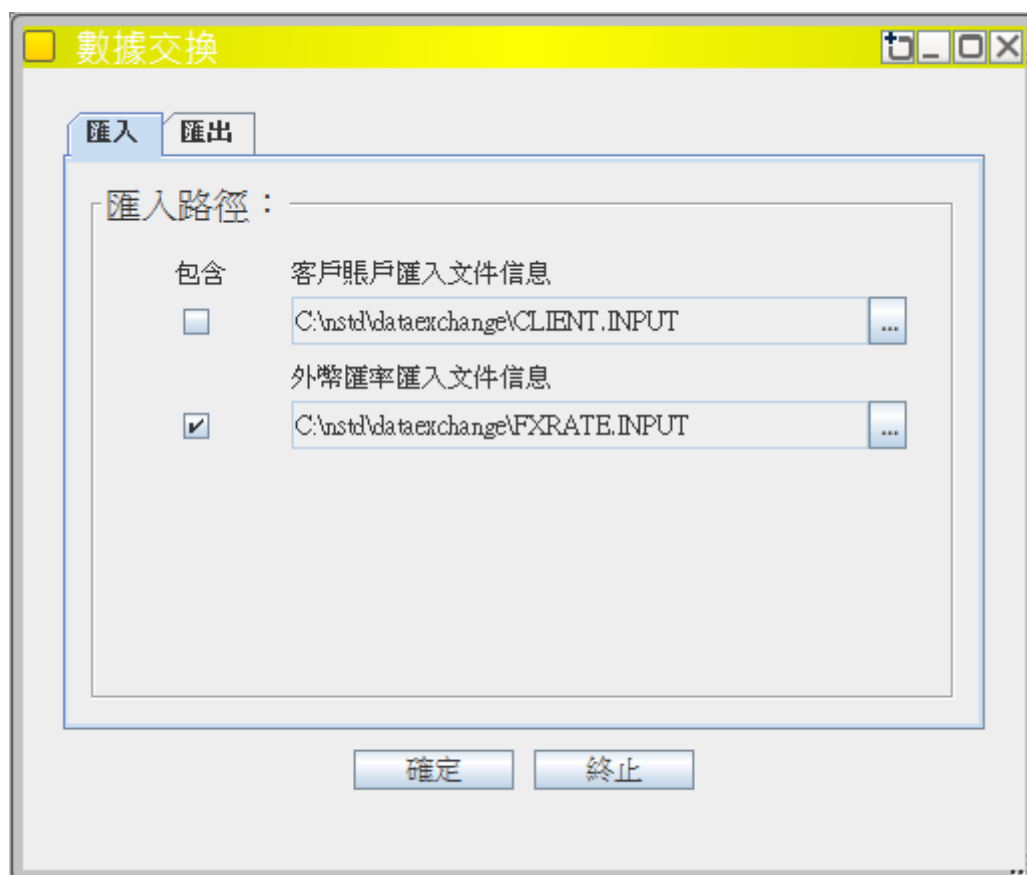 數據交換
匯入 匯出
匯入路徑：
包含 客戶賬戶匯入文件信息
C:\nstd\dataexchange\CLIENT.INPUT ...
外幣匯率匯入文件信息
C:\nstd\dataexchange\FXRATE.INPUT ...
確定 終止